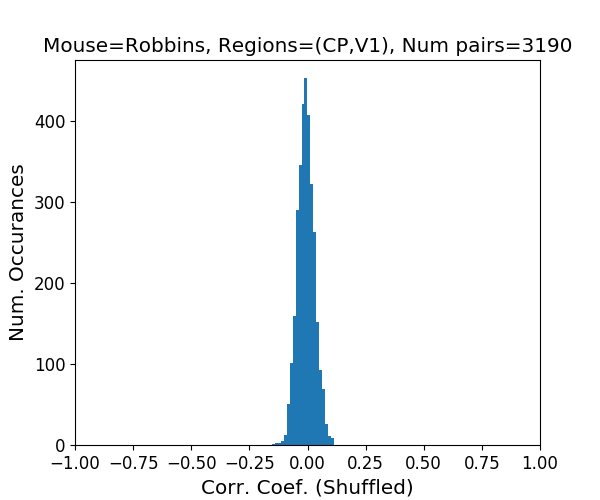 Mouse=Robbins, Regions=(CP,V1), Num pairs=3190
Num. Occurances
400
300
200
100
0
−1.00 −0.75 −0.50 −0.25 0.00 0.25 0.50 0.75 1.00
Corr. Coef. (Shuffled)